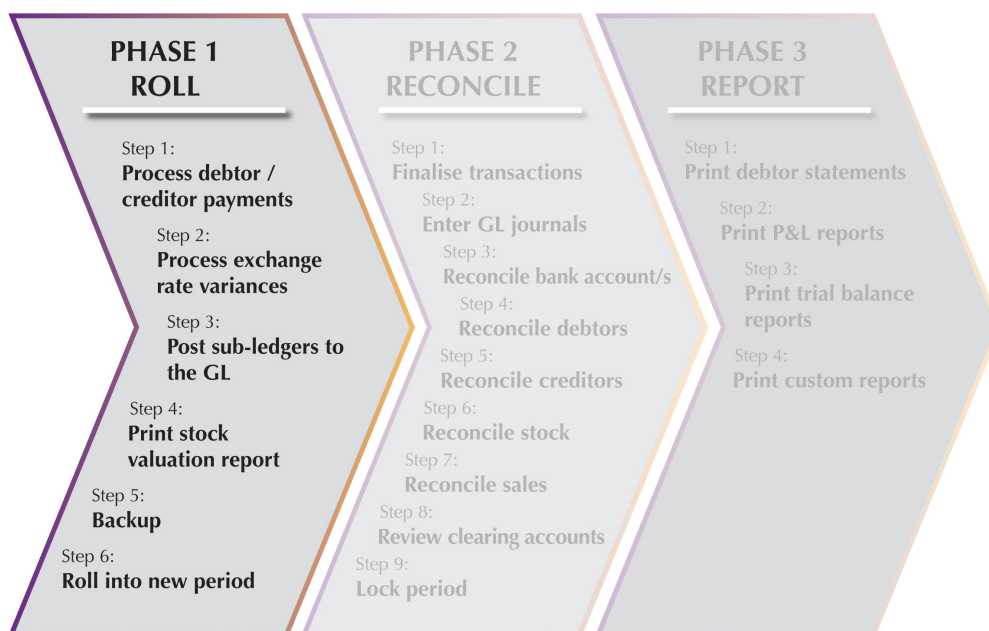 PHASE 1
ROLL
Step 1:
Process debtor /
creditor payments
Step 2:
Process exchange
rate variances
Step 3:
Post sub-ledgers to
the GL
Step 4:
Print stock
valuation report
Step 5:
Backup
Step 6:
Roll into new period
PHASE 2
RECONCILE
Step 1:
Finalise transactions
Step 2:
Enter GL journals
Step 3:
Reconcile bank account/s
Step 4:
Reconcile debtors
Step 5:
Reconcile creditors
Step 6:
Reconcile stock
Step 7:
Reconcile sales
Step 8:
Review clearing accounts
Step 9:
Lock period
PHASE 3
REPORT
Step 1:
Print debtor statements
Step 2:
Print P&L reports
Step 3:
Print trial balance
reports
Step 4:
Print custom reports